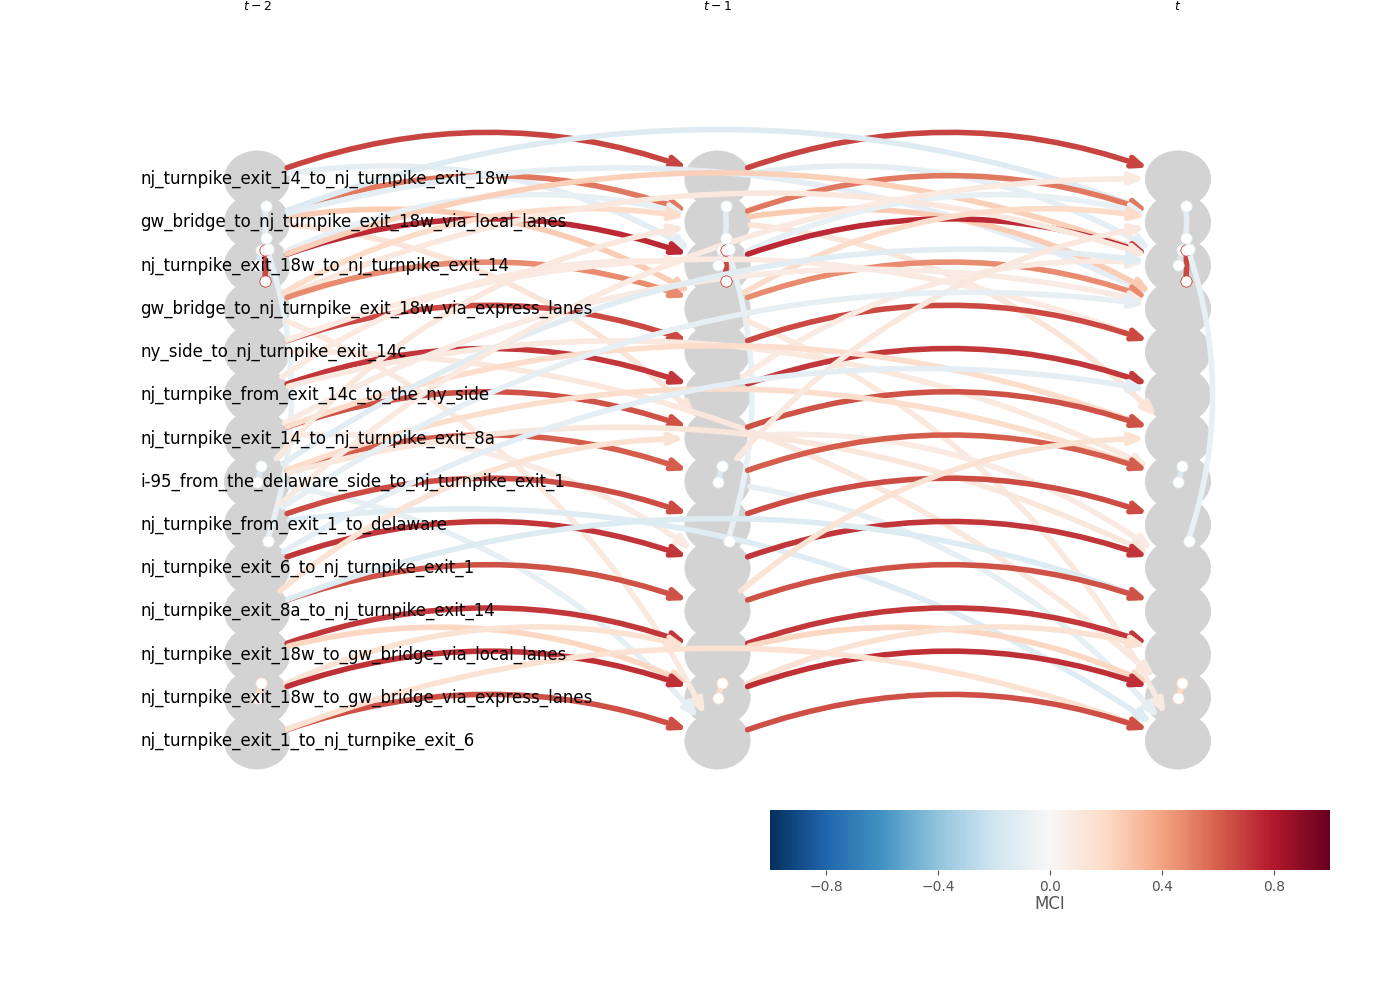 t − 2 t − 1 t
nj_turnpike_exit_14_to_nj_turnpike_exit_18w
gw_bridge_to_nj_turnpike_exit_18w_via_local_lanes
nj_turnpike_exit_18w_to_nj_turnpike_exit_14
gw_bridge_to_nj_turnpike_exit_18w_via_express_lanes
ny_side_to_nj_turnpike_exit_14c
nj_turnpike_from_exit_14c_to_the_ny_side
nj_turnpike_exit_14_to_nj_turnpike_exit_8a
i-95_from_the_delaware_side_to_nj_turnpike_exit_1
nj_turnpike_from_exit_1_to_delaware
nj_turnpike_exit_6_to_nj_turnpike_exit_1
nj_turnpike_exit_8a_to_nj_turnpike_exit_14
nj_turnpike_exit_18w_to_gw_bridge_via_local_lanes
nj_turnpike_exit_18w_to_gw_bridge_via_express_lanes
nj_turnpike_exit_1_to_nj_turnpike_exit_6
−0.8 −0.4 0.0 0.4 0.8
MCI